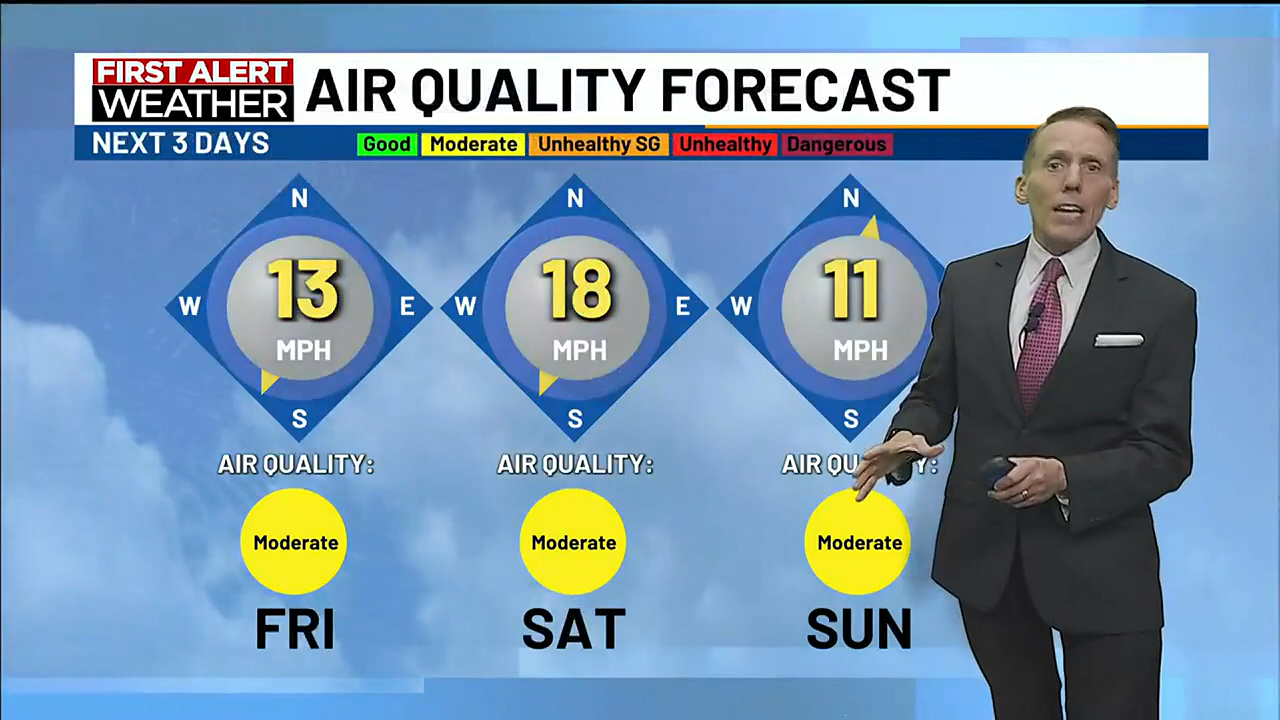 FIRST ALERT
WEATHER
AIR QUALITY FORECAST
NEXT 3 DAYS
Good Moderate Unhealthy SG Unhealthy Dangerous
N N N
W E W E W
13 18 11
MPH MPH MPH
S S S
AIR QUALITY: AIR QUALITY: AIR
Moderate Moderate Moderate
FRI SAT SUN